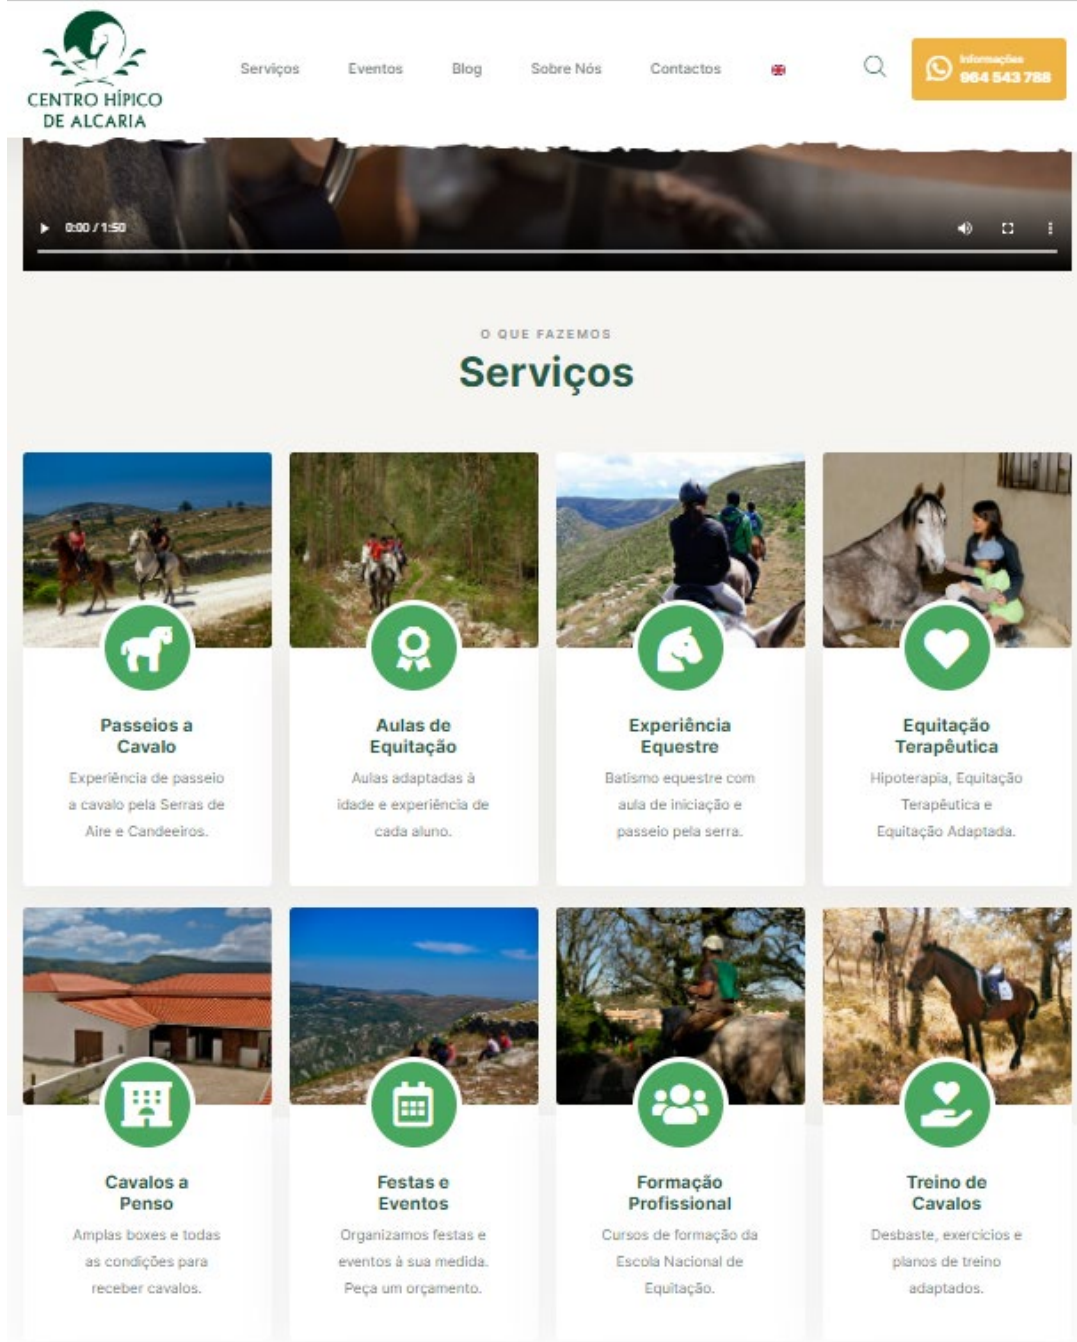 CENTRO HÍPICO
DE ALCARIA
Serviços
Eventos
Blog
Sobre Nós
Contactos
Informações
964 543 788
0:00 / 1:50
O QUE FAZEMOS
Serviços
Passeios a
Cavalo
Experiência de passeio
a cavalo pela Serras de
Aire e Candeeiros.
Aulas de
Equitação
Aulas adaptadas à
idade e experiência de
cada aluno.
Experiência
Equestre
Batismo equestre com
aula de iniciação e
passeio pela serra.
Equitação
Terapêutica
Hipoterapia, Equitação
Terapêutica e
Equitação Adaptada.
Cavalos a
Penso
Amplas boxes e todas
as condições para
receber cavalos.
Festas e
Eventos
Organizamos festas e
eventos à sua medida.
Peça um orçamento.
Formação
Profissional
Cursos de formação da
Escola Nacional de
Equitação.
Treino de
Cavalos
Desbaste, exercícios e
planos de treino
adaptados.